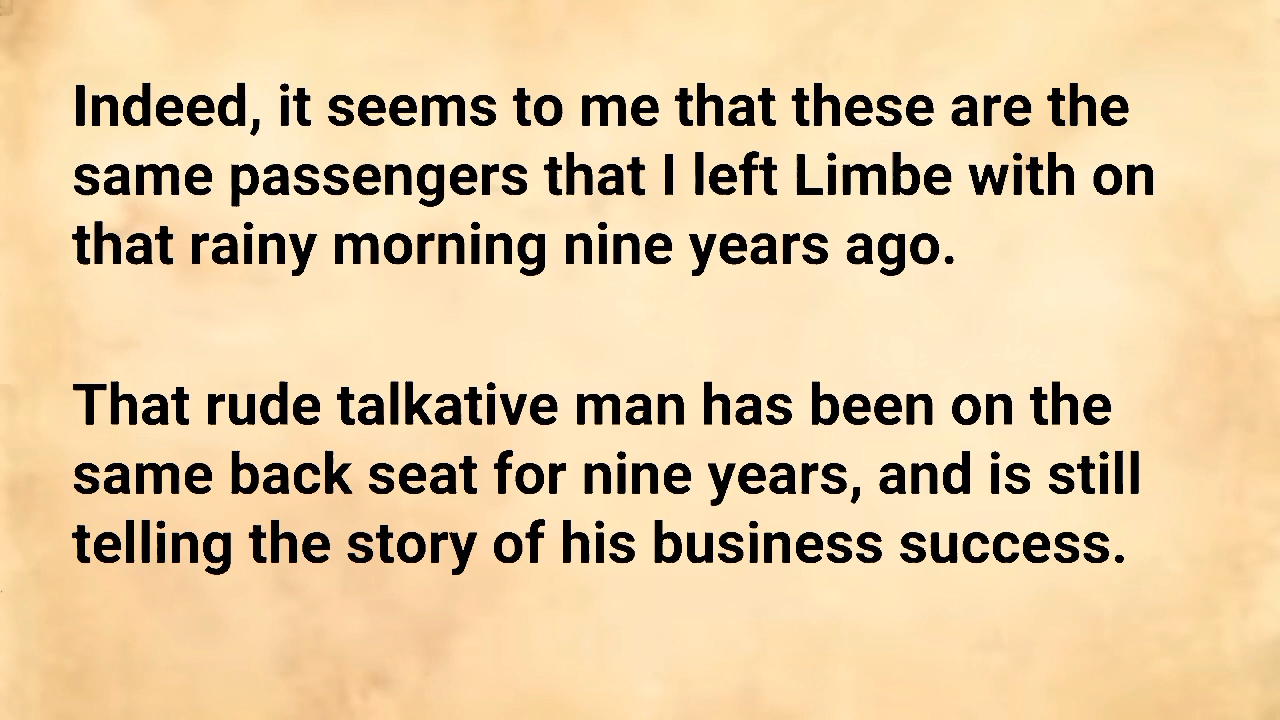 Indeed, it seems to me that these are the
same passengers that I left Limbe with on
that rainy morning nine years ago.
That rude talkative man has been on the
same back seat for nine years, and is still
telling the story of his business success.